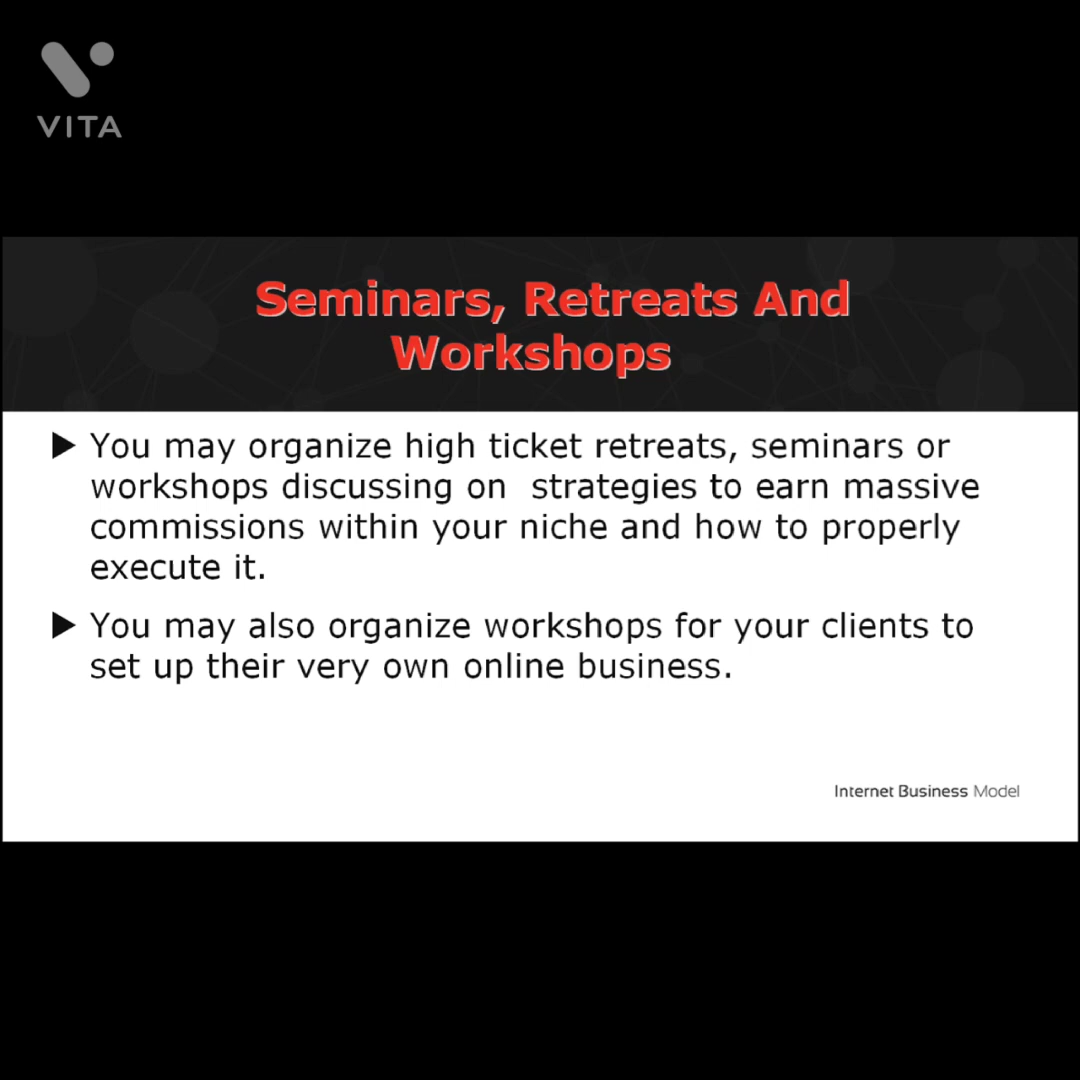 VITA
Seminars, Retreats And
Workshops
You may organize high ticket retreats, seminars or
workshops discussing on  strategies to earn massive
commissions within your niche and how to properly
execute it.
You may also organize workshops for your clients to
set up their very own online business.
Internet Business Model